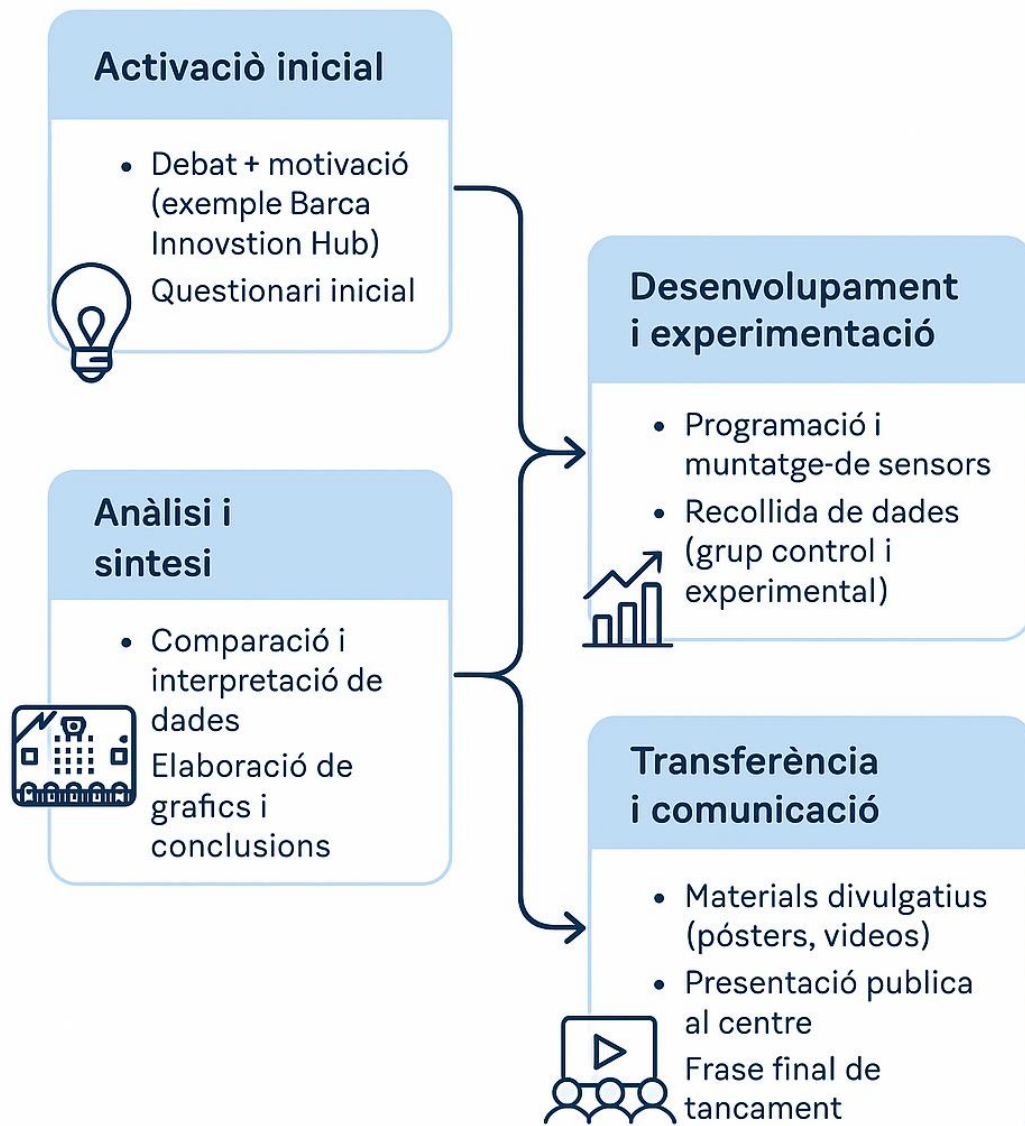 Activaciò inicial
• Debat + motivació
(exemple Barca
Innovstion Hub)
Questionari inicial
Desenvolupament
i experimentació
• Programació i
muntatge-de sensors
• Recollida de dades
(grup control i
experimental)
Anàlisi i
sintesi
• Comparació i
interpretació de
dades
Elaboració de
grafics i
conclusions
Transferència
i comunicació
• Materials divulgatius
(pósters, videos)
• Presentació publica
al centre
Frase final de
tancament